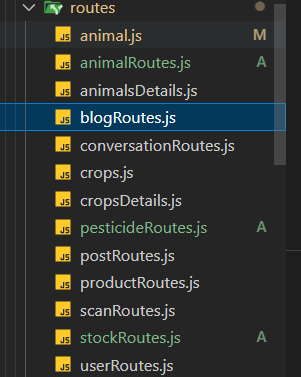 routes
JS animal.js M
JS animalRoutes.js A
JS animalsDetails.js
JS blogRoutes.js
JS conversationRoutes.js
JS crops.js
JS cropsDetails.js
JS pesticideRoutes.js A
JS postRoutes.js
JS productRoutes.js
JS scanRoutes.js
JS stockRoutes.js A
JS userRoutes.js